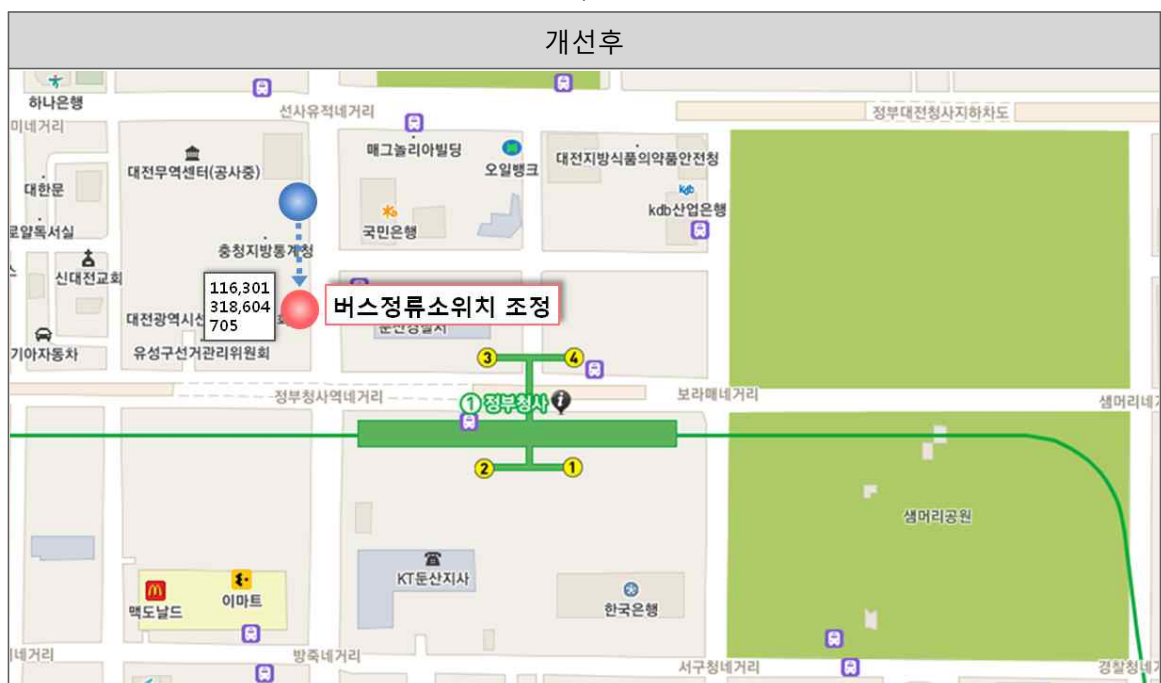 개선후
하나은행
선사유적네거리
정부대전청사지하차도
미네거리
매그놀리아빌딩
대전무역센터(공사중)
오일뱅크
대전지방식품의약품안전청
대한문
kdb
kdb산업은행
로얄독서실
국민은행
충청지방통계청
신대전교회
116,301
318,604
705
버스정류소위치 조정
대전광역시선
둔산경찰서
기아자동차
유성구선거관리위원회
3
4
정부청사역네거리
1 정부청사
보라매네거리
샘머리네거
2
1
샘머리공원
KT둔산지사
맥도날드
이마트
한국은행
네거리
방죽네거리
서구청네거리
경찰청네거